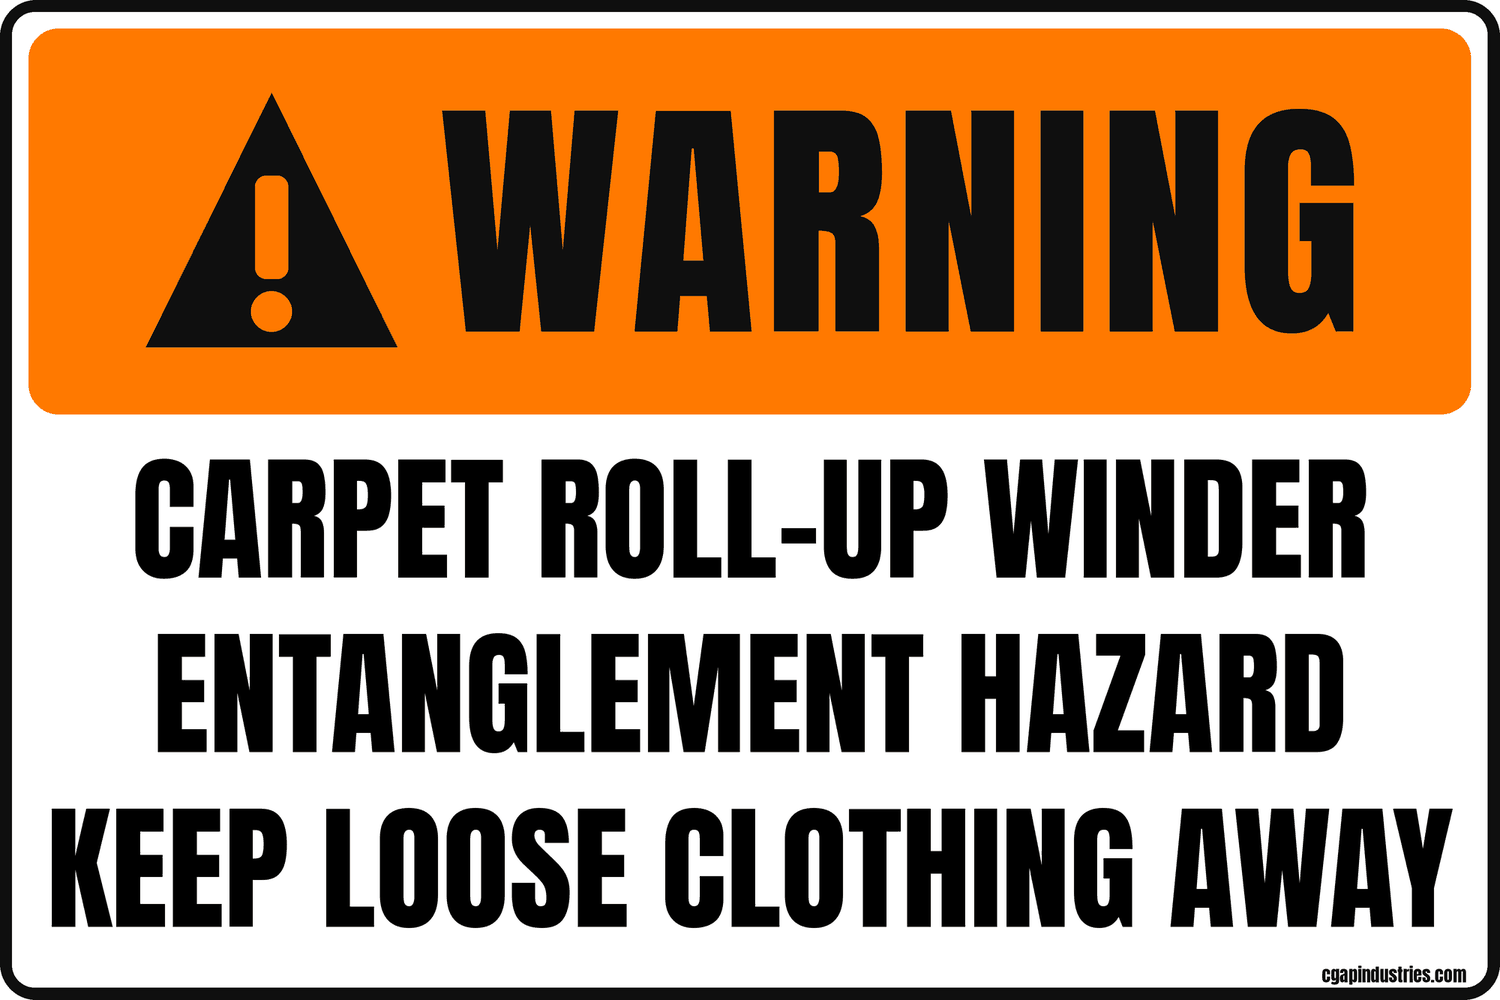 WARNING
CARPET ROLL-UP WINDER
ENTANGLEMENT HAZARD
KEEP LOOSE CLOTHING AWAY
cgapindustries.com